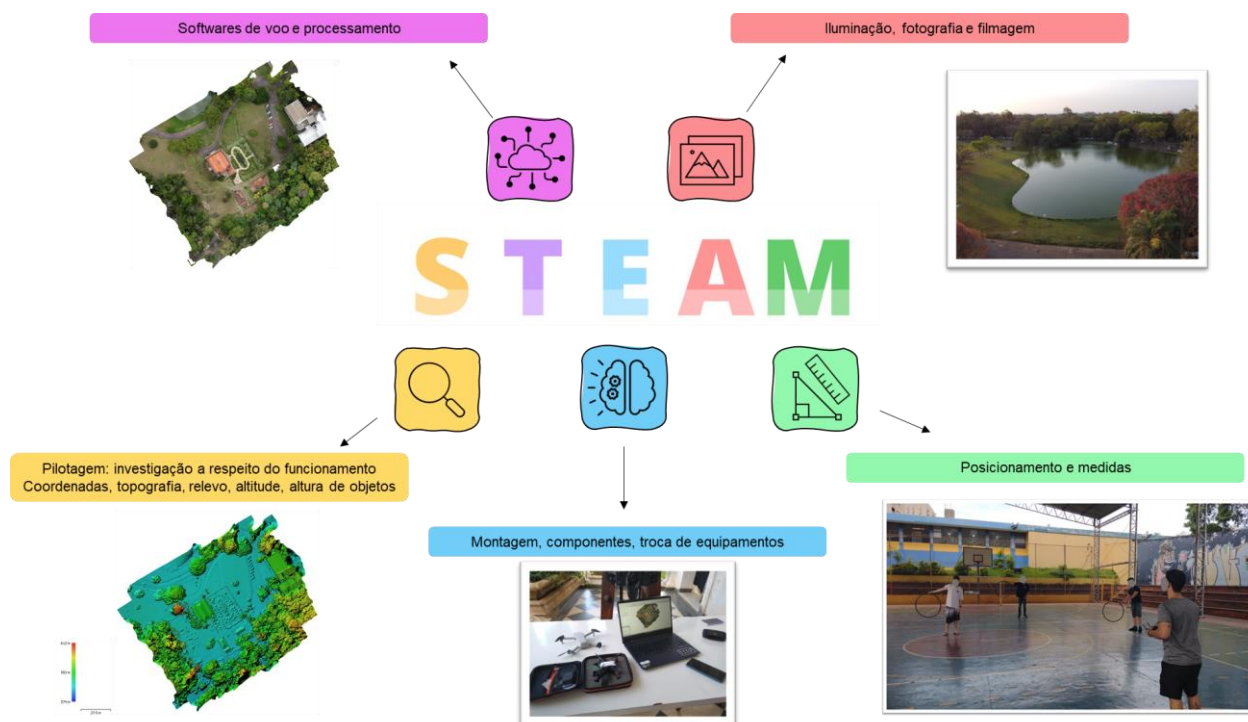 Softwares de voo e processamento
Iluminação, fotografia e filmagem
STEAM
Pilotagem: investigação a respeito do funcionamento
Coordenadas, topografia, relevo, altitude, altura de objetos
Posicionamento e medidas
Montagem, componentes, troca de equipamentos